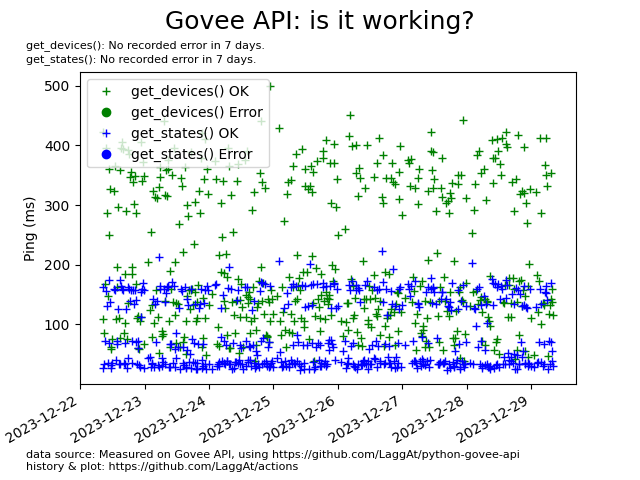 Govee API: is it working?
get_devices(): No recorded error in 7 days.
get_states(): No recorded error in 7 days.
get_devices() OK
get_devices() Error
get_states() OK
get_states() Error
Ping (ms)
500
400
300
200
100
2023-12-22
2023-12-23
2023-12-24
2023-12-25
2023-12-26
2023-12-27
2023-12-28
2023-12-29
data source: Measured on Govee API, using https://github.com/LaggAt/python-govee-api
history & plot: https://github.com/LaggAt/actions